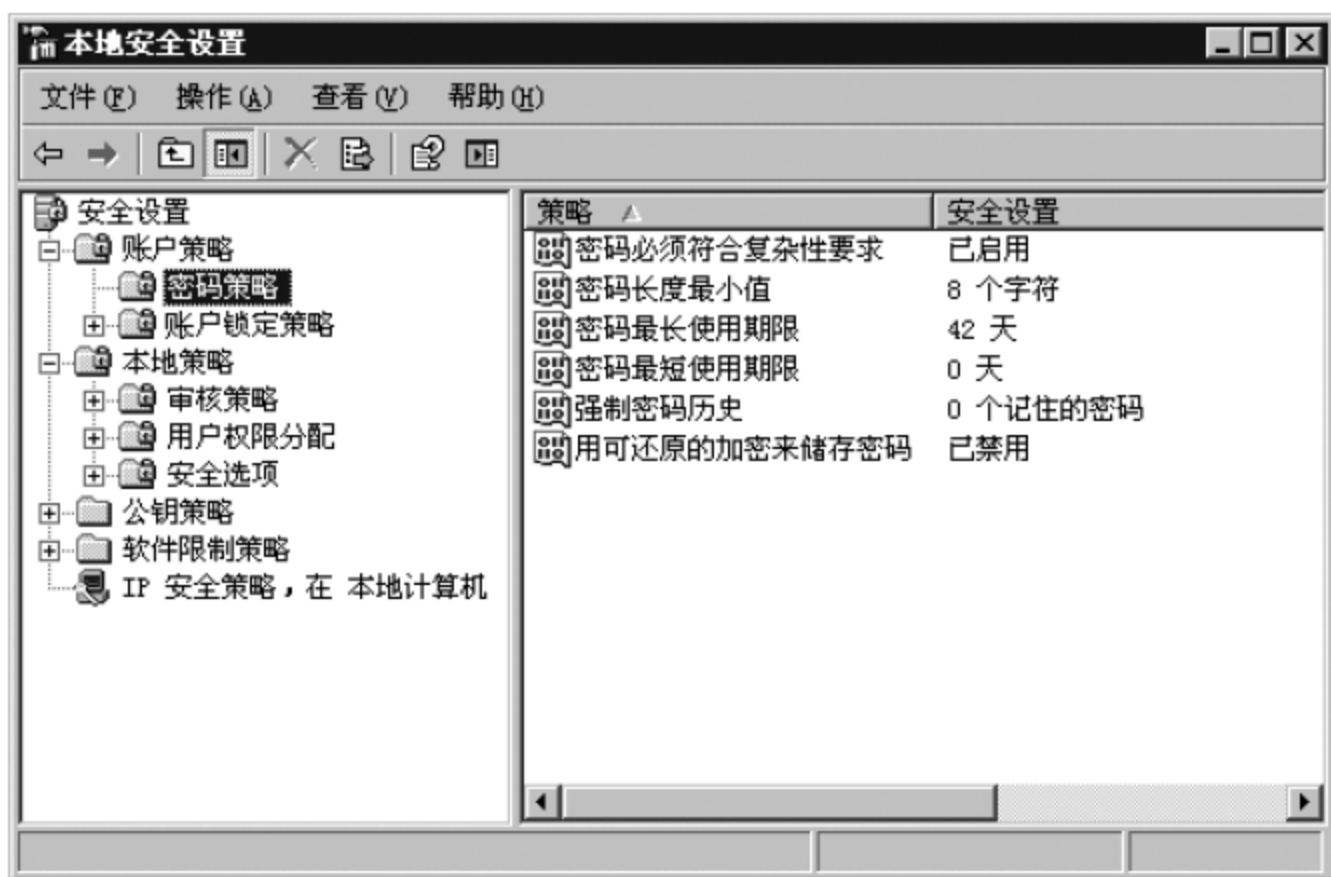 本地安全设置
文件(F) 操作(A) 查看(V) 帮助(H)
安全设置
账户策略
密码策略
账户锁定策略
本地策略
审核策略
用户权限分配
安全选项
公钥策略
软件限制策略
IP 安全策略，在 本地计算机
策略 安全设置
密码必须符合复杂性要求 已启用
密码长度最小值 8 个字符
密码最长使用期限 42 天
密码最短使用期限 0 天
强制密码历史 0 个记住的密码
用可还原的加密来储存密码 已禁用